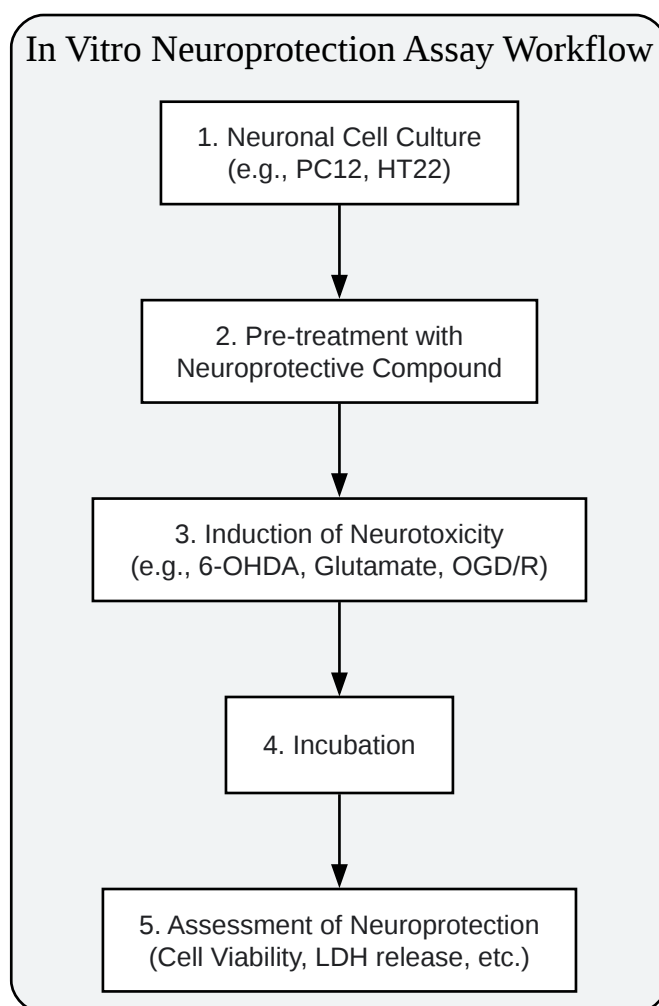 In Vitro Neuroprotection Assay Workflow
1. Neuronal Cell Culture
(e.g., PC12, HT22)
2. Pre-treatment with
Neuroprotective Compound
3. Induction of Neurotoxicity
(e.g., 6-OHDA, Glutamate, OGD/R)
4. Incubation
5. Assessment of Neuroprotection
(Cell Viability, LDH release, etc.)